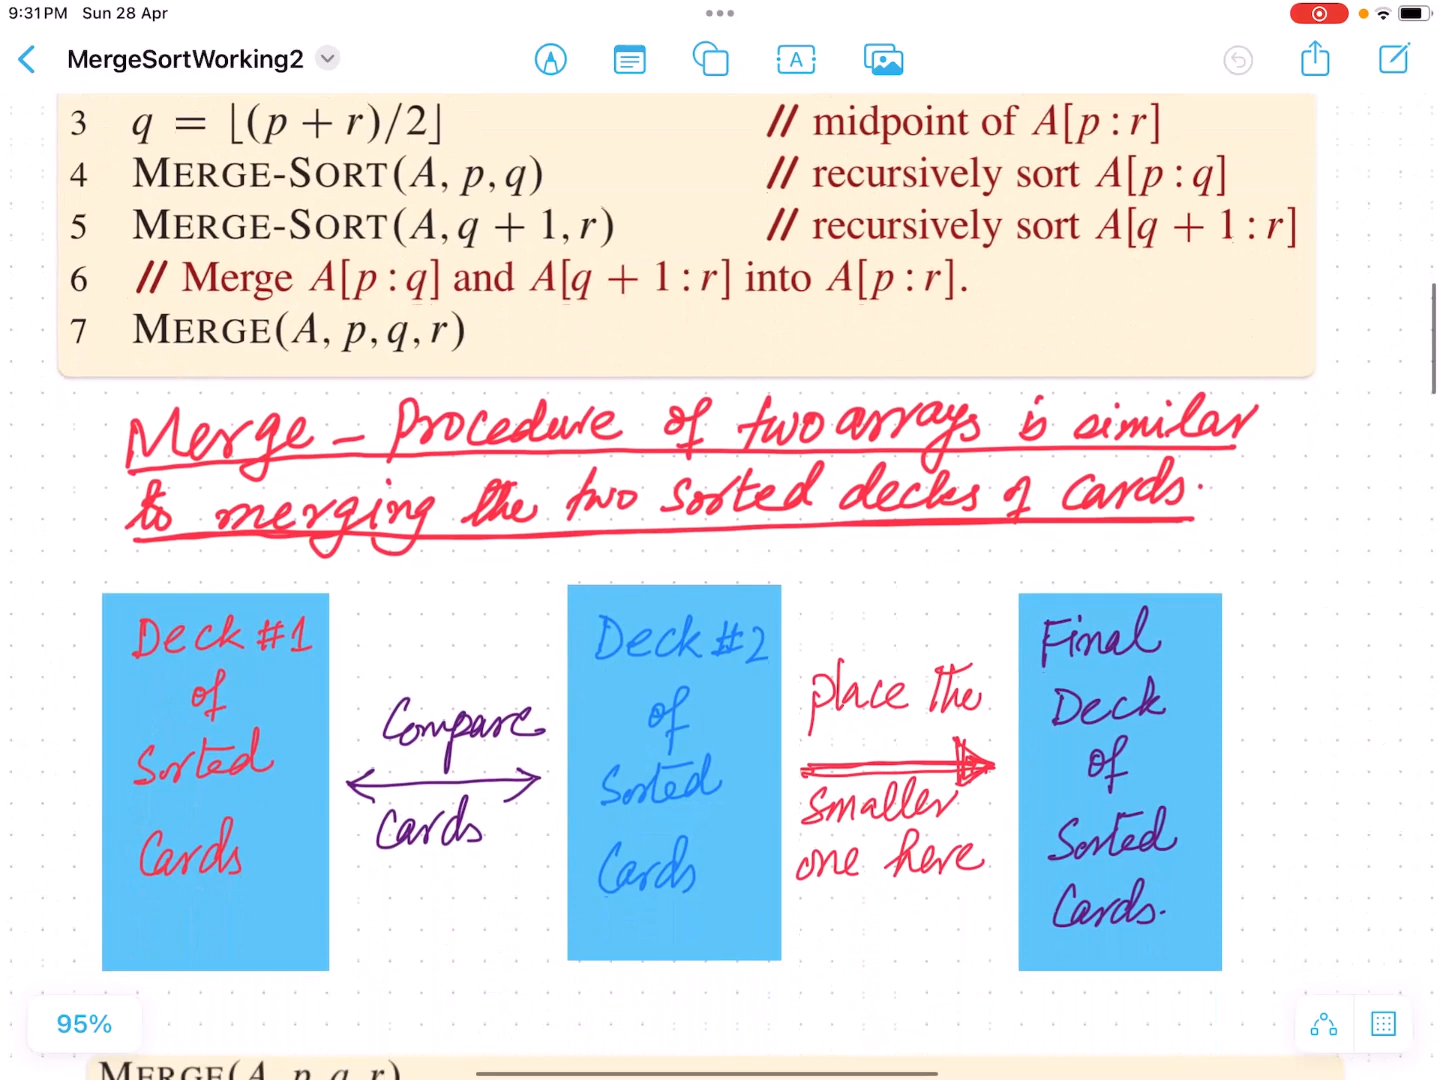 9:31 PM Sun 28 Apr
MergeSortWorking2
A
3 q = ⌊(p + r)/2⌋ // midpoint of A[p : r]
4 MERGE-SORT(A, p, q) // recursively sort A[p : q]
5 MERGE-SORT(A, q + 1, r) // recursively sort A[q + 1 : r]
6 // Merge A[p : q] and A[q + 1 : r] into A[p : r].
7 MERGE(A, p, q, r)
Merge - Procedure of two arrays is similar
to merging the two sorted decks of cards.
Deck #1
of
Sorted
Cards
Compare
Cards
Deck #2
of
Sorted
Cards
place the
smaller
one here
Final
Deck
of
Sorted
Cards.
95%
MERGE(A, p, q, r)